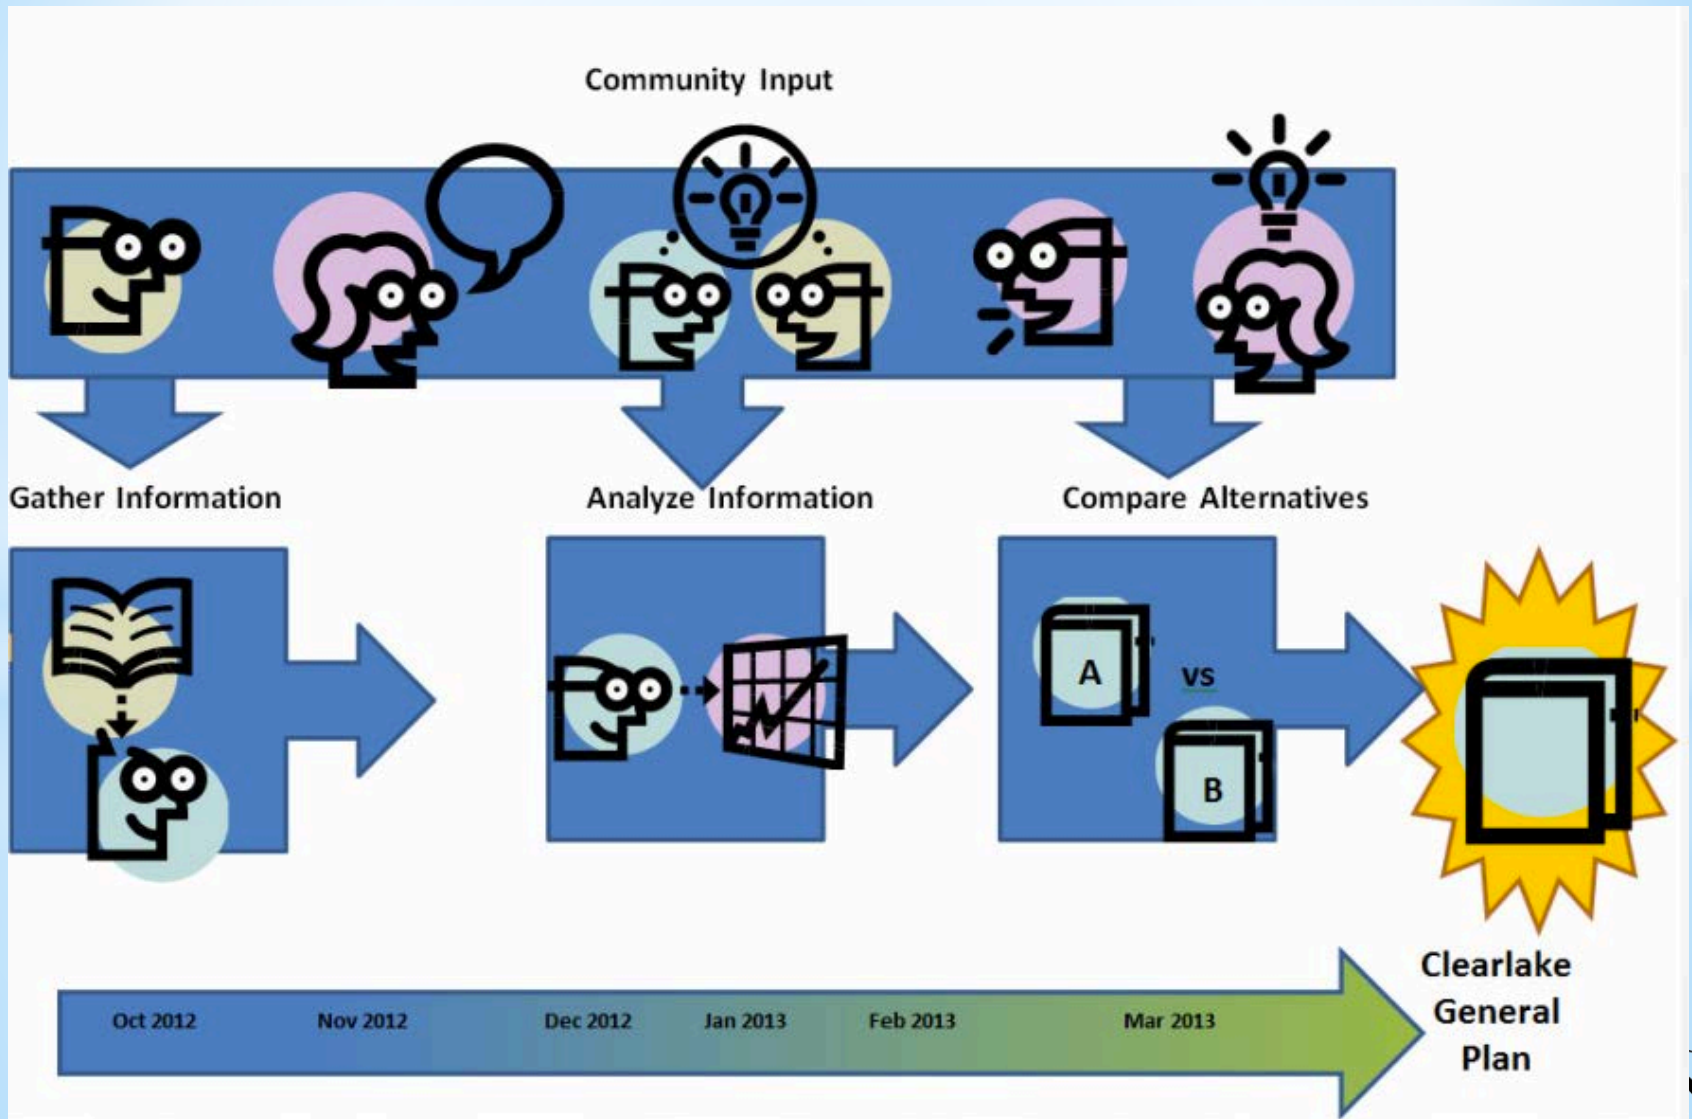 Community Input
Gather Information
Analyze Information
Compare Alternatives
A
vs
B
Oct 2012
Nov 2012
Dec 2012
Jan 2013
Feb 2013
Mar 2013
Clearlake
General
Plan